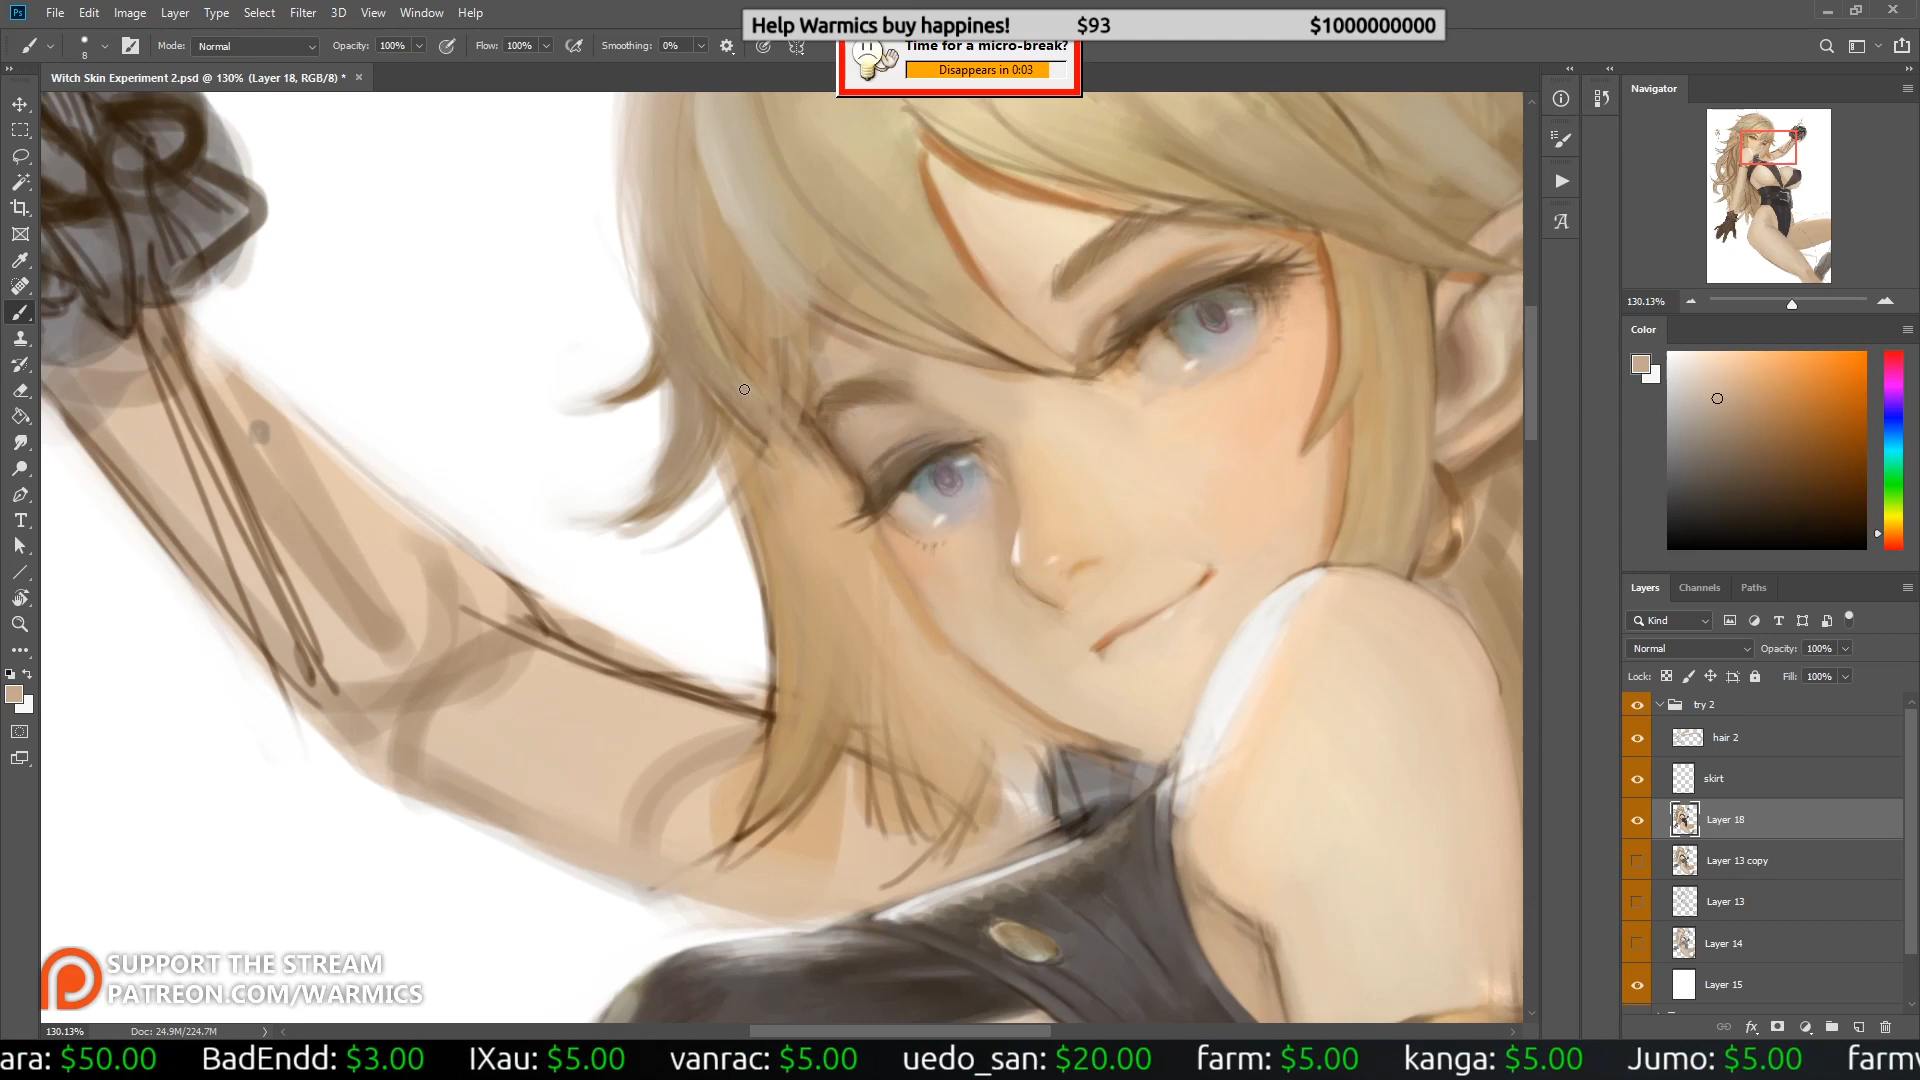 File Edit Image Layer Type Select Filter 3D View Window Help
Help Warmics buy happines! $93 $1000000000
8 Mode: Normal Opacity: 100% Flow: 100% Smoothing: 0%
Time for a micro-break?
Disappears in 0:03
Witch Skin Experiment 2.psd @ 130% (Layer 18, RGB/8) *
Navigator
130.13%
Color
Layers Channels Paths
Kind
Normal Opacity: 100%
Lock: Fill: 100%
try 2
hair 2
skirt
Layer 18
Layer 13 copy
Layer 13
Layer 14
Layer 15
SUPPORT THE STREAM
PATREON.COM/WARMICS
130.13% Doc: 24.9M/224.7M
ara: $50.00 BadEndd: $3.00 IXau: $5.00 vanrac: $5.00 uedo_san: $20.00 farm: $5.00 kanga: $5.00 Jumo: $5.00